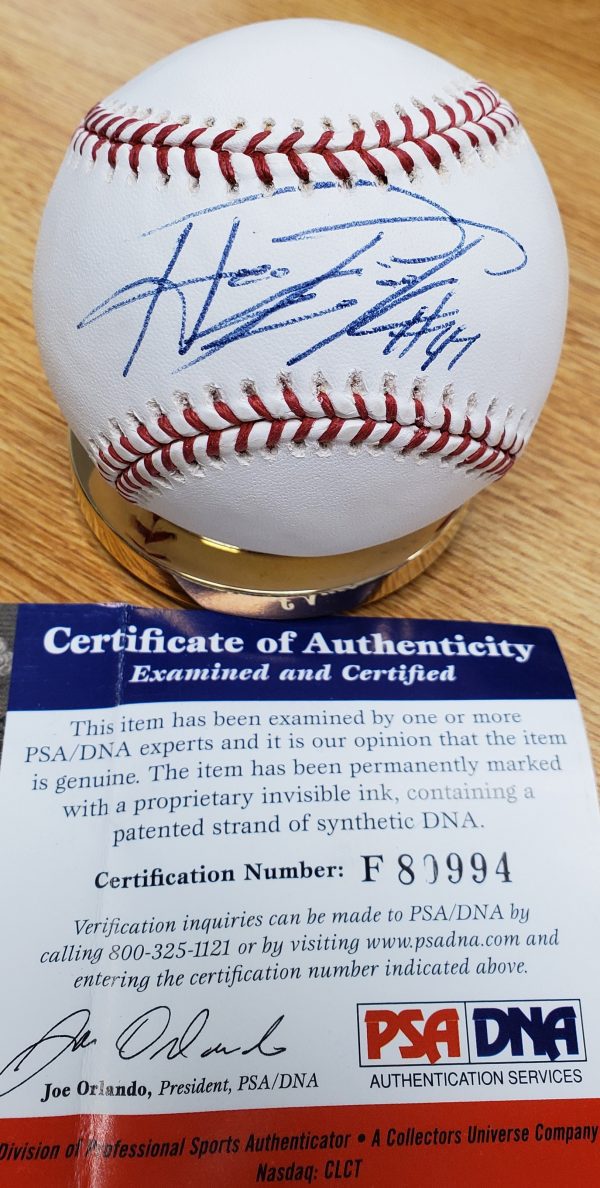 #44
Certificate of Authenticity
Examined and Certified
This item has been examined by one or more
PSA/DNA experts and it is our opinion that the item
is genuine. The item has been permanently marked
with a proprietary invisible ink, containing a
patented strand of synthetic DNA.
Certification Number: F 80994
Verification inquiries can be made to PSA/DNA by
calling 800-325-1121 or by visiting www.psadna.com and
entering the certification number indicated above.
Joe Orlando
Joe Orlando, President, PSA/DNA
PSA DNA
AUTHENTICATION SERVICES
Division of Professional Sports Authenticator • A Collectors Universe Company
Nasdaq: CLCT